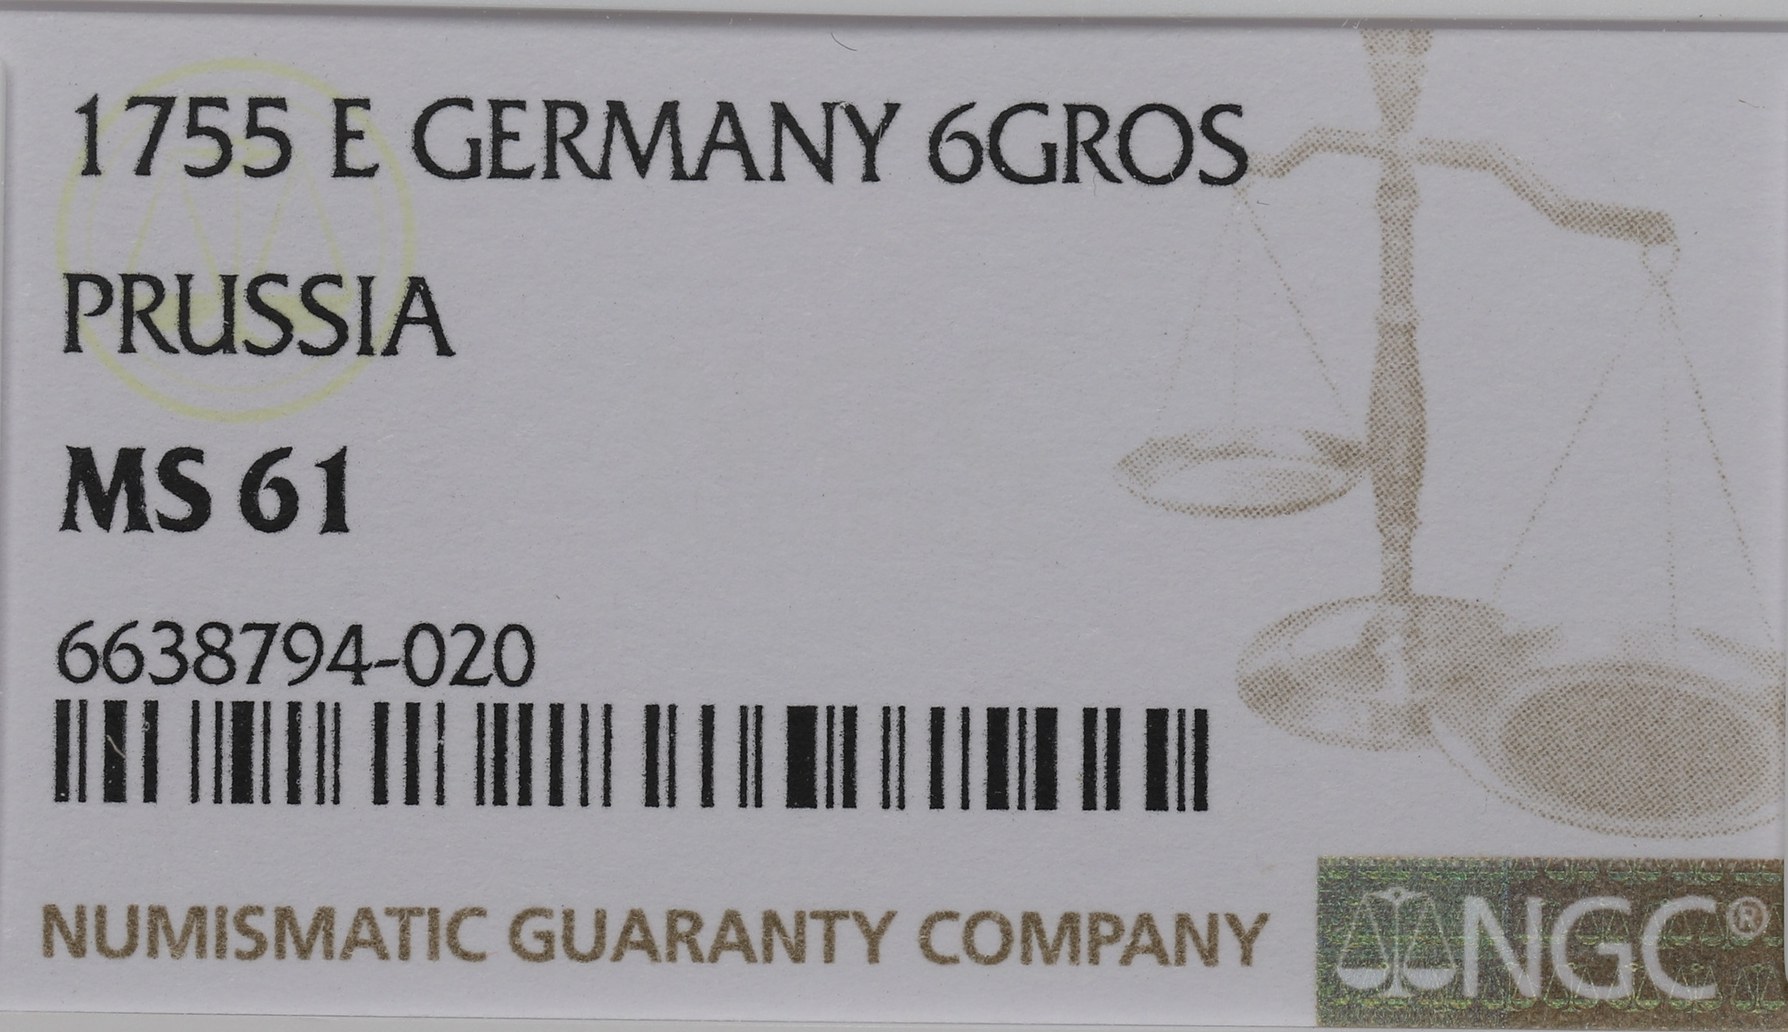 1755 E GERMANY 6GROS
PRUSSIA
MS 61
6638794-020
NUMISMATIC GUARANTY COMPANY
NGC®